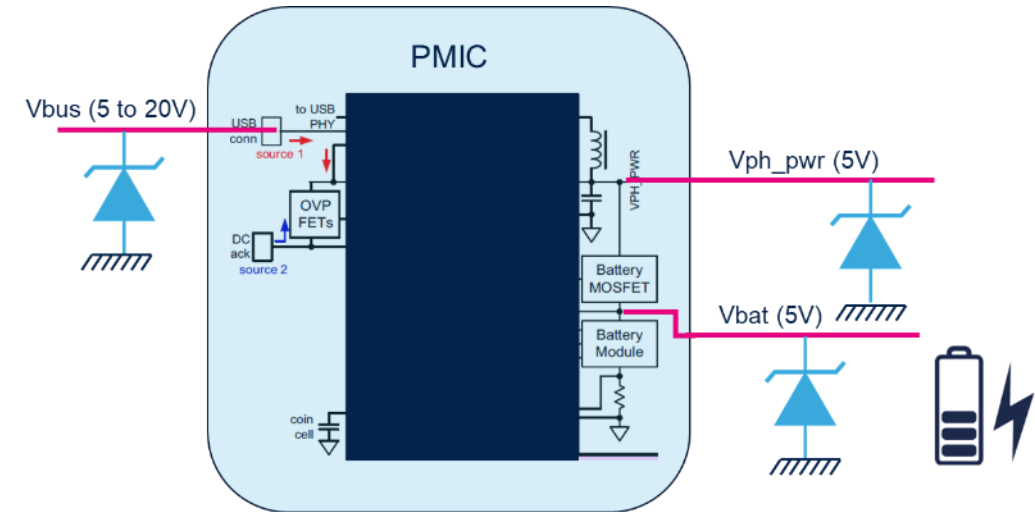 PMIC
Vbus (5 to 20V)
to USB
PHY
USB
conn
source 1
OVP
FETs
DC
ack
source 2
coin
cell
VPH_PWR
Vph_pwr (5V)
Battery
MOSFET
Vbat (5V)
Battery
Module